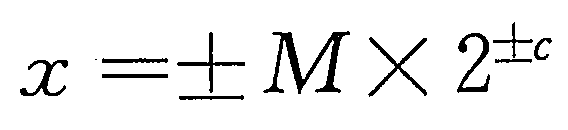 x = ± M × 2^{±c}